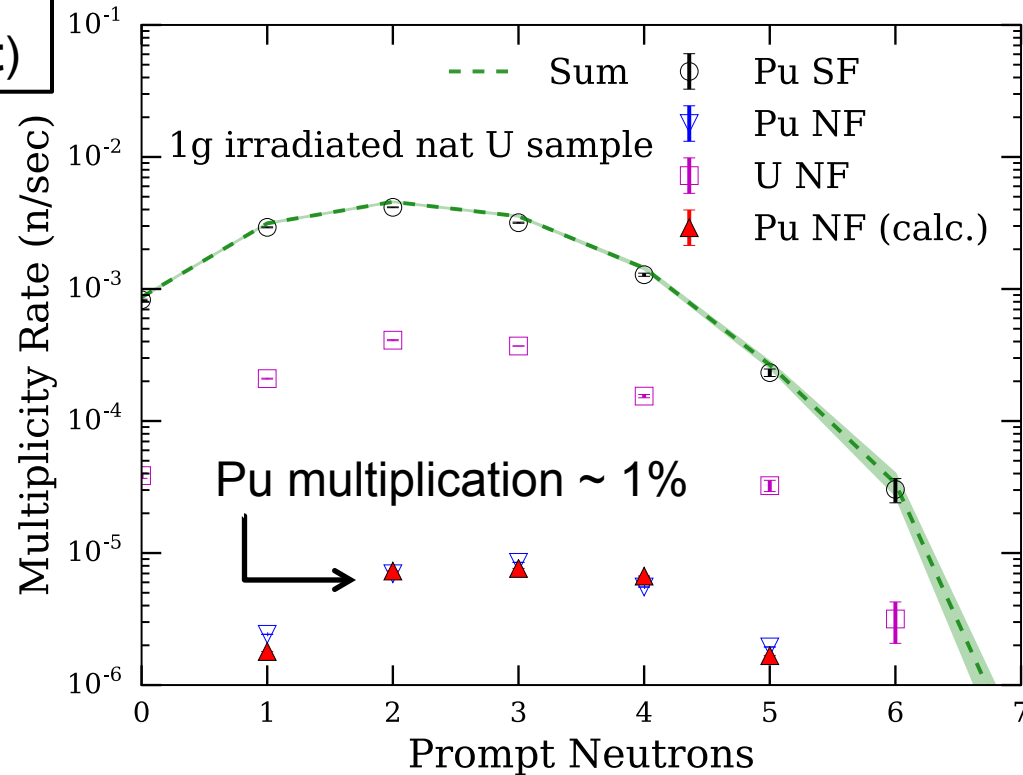 t)
10^-1
10^-2
10^-3
10^-4
10^-5
10^-6
Multiplicity Rate (n/sec)
Sum
Pu SF
Pu NF
U NF
Pu NF (calc.)
1g irradiated nat U sample
Pu multiplication ~ 1%
0 1 2 3 4 5 6 7
Prompt Neutrons